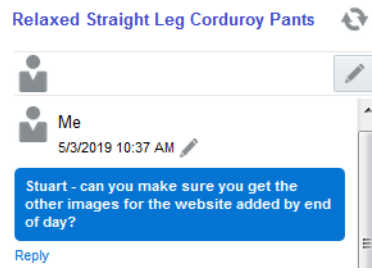 Relaxed Straight Leg Corduroy Pants
Me
5/3/2019 10:37 AM
Stuart - can you make sure you get the
other images for the website added by end
of day?
Reply